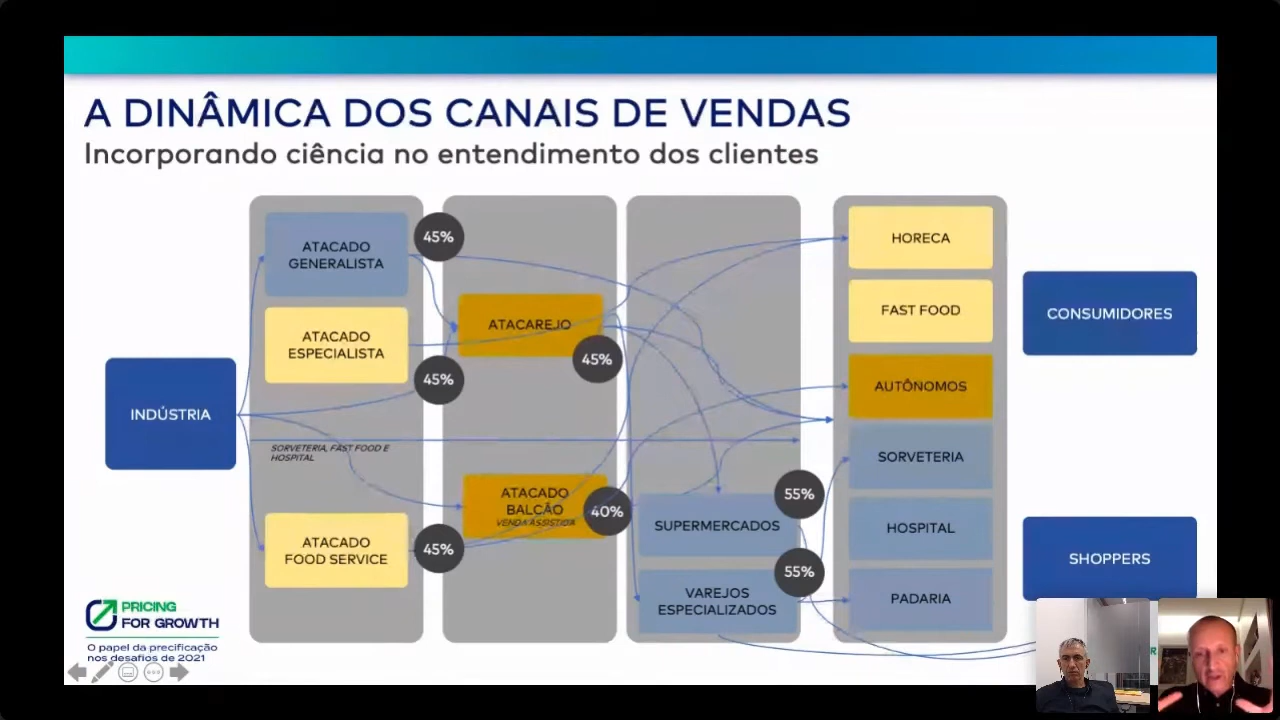 A DINÂMICA DOS CANAIS DE VENDAS
Incorporando ciência no entendimento dos clientes
INDÚSTRIA
ATACADO
GENERALISTA
45%
ATACADO
ESPECIALISTA
45%
SORVETERIA, FAST FOOD E
HOSPITAL
ATACADO
FOOD SERVICE
45%
ATACAREJO
45%
ATACADO
BALCÃO
VENDA ASSISTIDA
40%
SUPERMERCADOS
55%
VAREJOS
ESPECIALIZADOS
55%
HORECA
FAST FOOD
AUTÔNOMOS
SORVETERIA
HOSPITAL
PADARIA
CONSUMIDORES
SHOPPERS
PRICING
FOR GROWTH
O papel da precificação
nos desafios de 2021